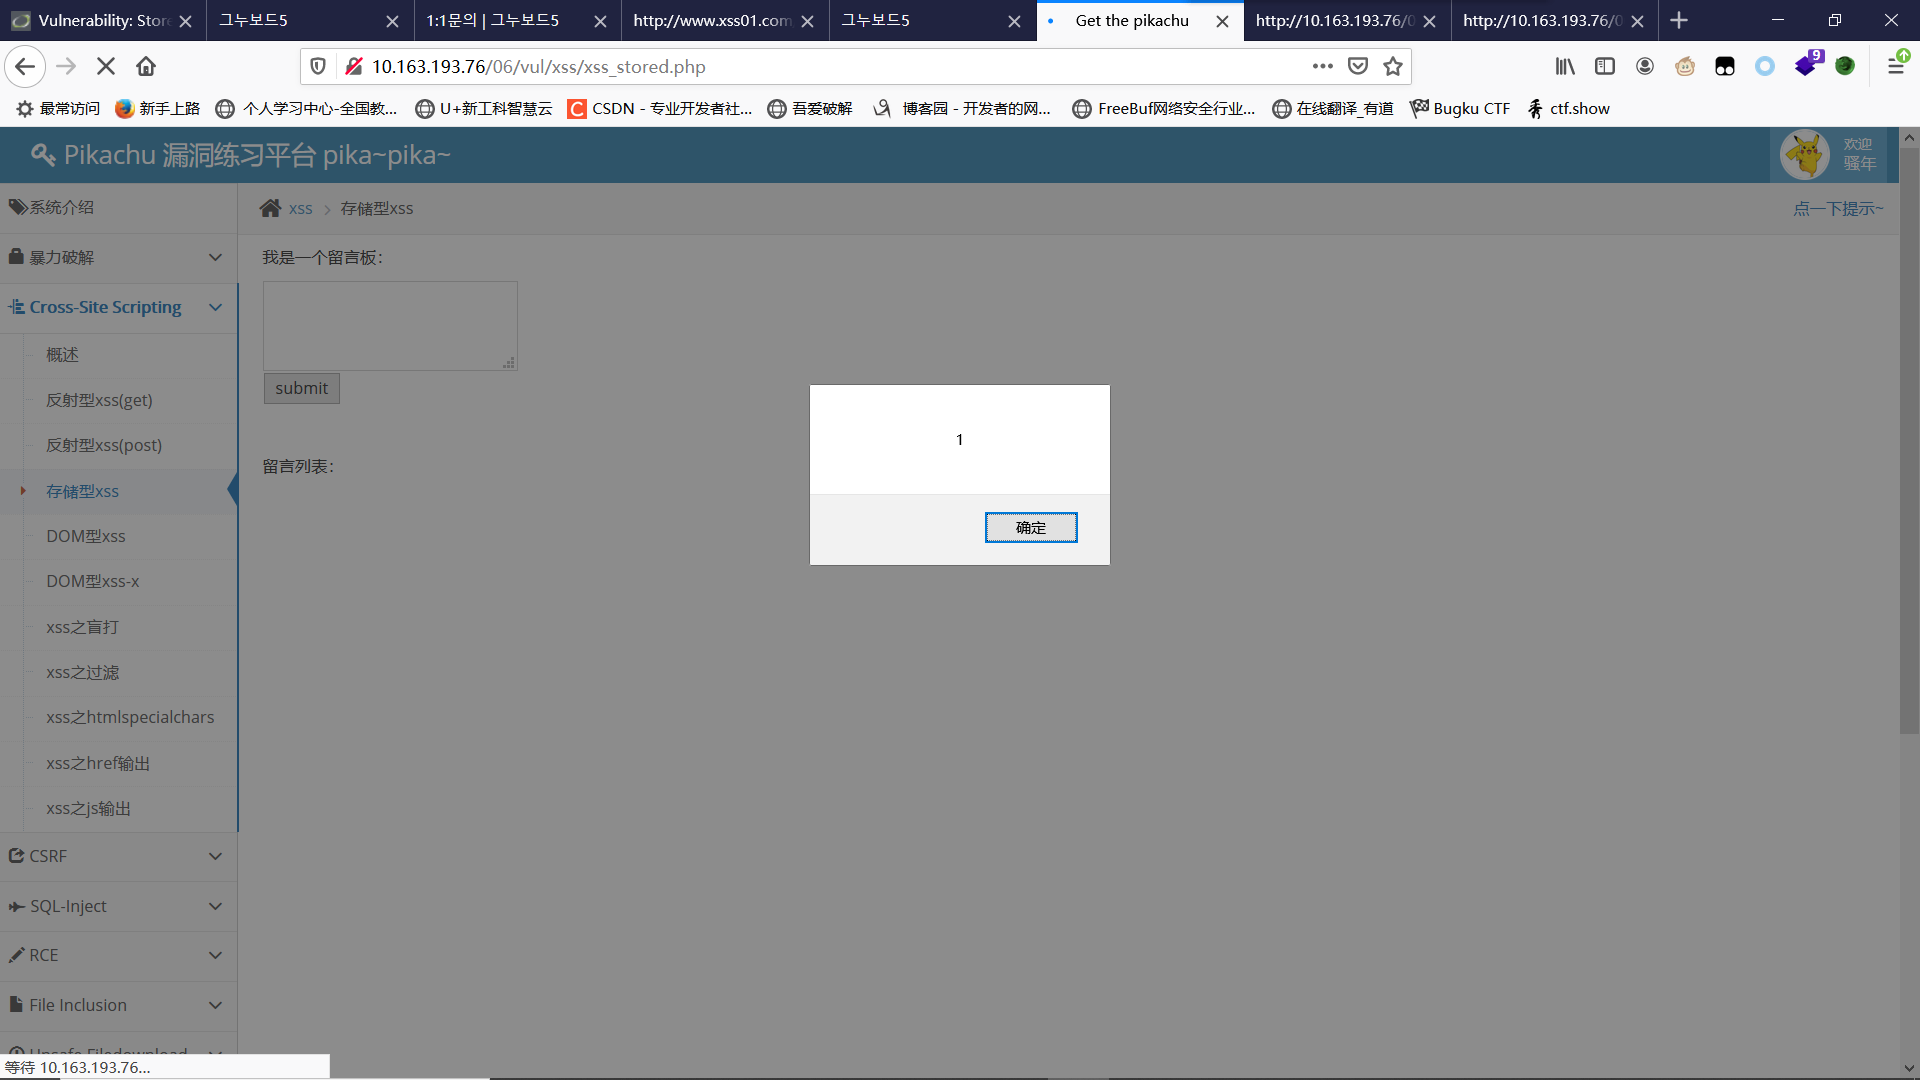 Vulnerability: Store
그누보드5
1:1문의 | 그누보드5
http://www.xss01.com
그누보드5
Get the pikachu
http://10.163.193.76/0
http://10.163.193.76/0
10.163.193.76/06/vul/xss/xss_stored.php
9
最常访问
新手上路
个人学习中心-全国教...
U+新工科智慧云
CSDN - 专业开发者社...
吾爱破解
博客园 - 开发者的网...
FreeBuf网络安全行业...
在线翻译_有道
Bugku CTF
ctf.show
Pikachu 漏洞练习平台 pika~pika~
欢迎
骚年
系统介绍
暴力破解
Cross-Site Scripting
概述
反射型xss(get)
反射型xss(post)
存储型xss
DOM型xss
DOM型xss-x
xss之盲打
xss之过滤
xss之htmlspecialchars
xss之href输出
xss之js输出
CSRF
SQL-Inject
RCE
File Inclusion
Unsafe Filedownload
xss > 存储型xss
点一下提示~
我是一个留言板：
submit
留言列表：
1
确定
等待 10.163.193.76...